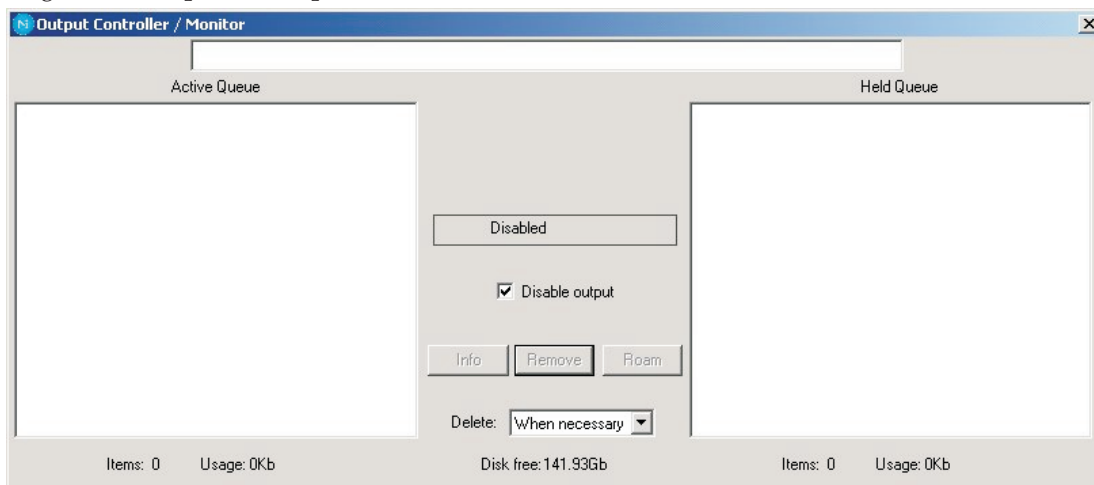 Output Controller / Monitor
Active Queue
Held Queue
Disabled
Disable output
Info Remove Roam
Delete: When necessary
Items: 0 Usage: 0Kb Disk free: 141.93Gb Items: 0 Usage: 0Kb